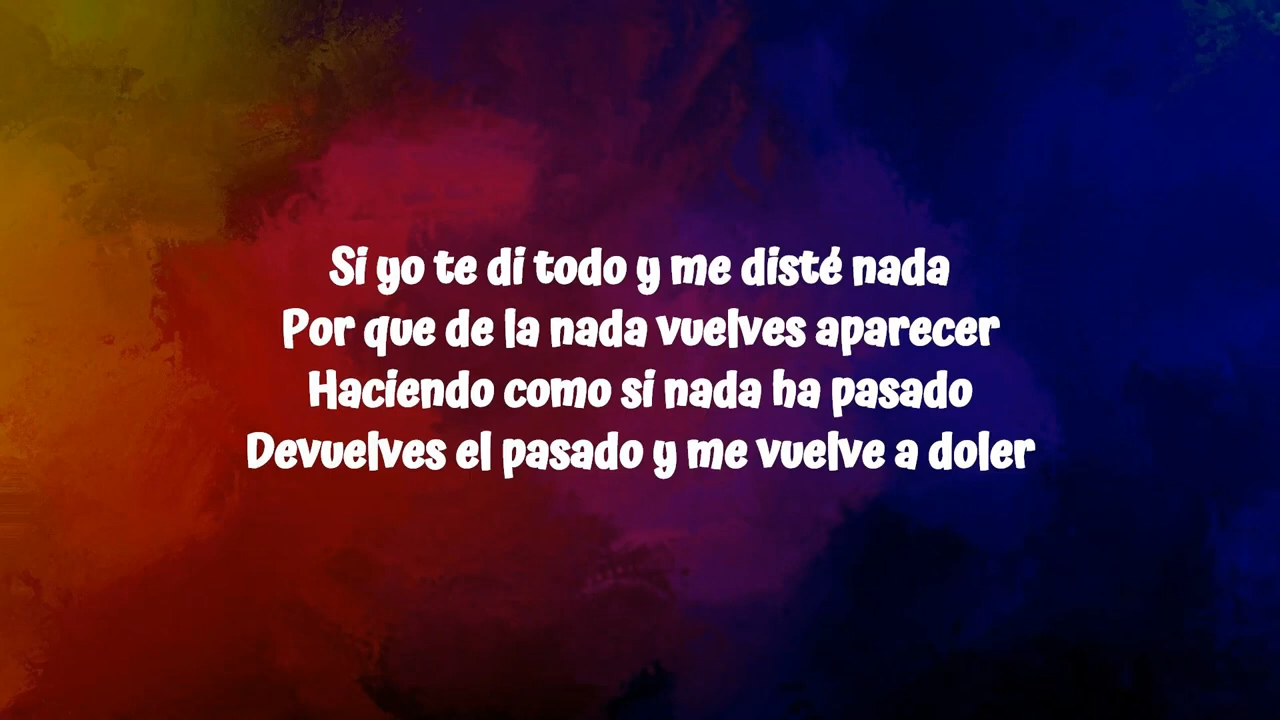 Si yo te di todo y me disté nada
Por que de la nada vuelves aparecer
Haciendo como si nada ha pasado
Devuelves el pasado y me vuelve a doler